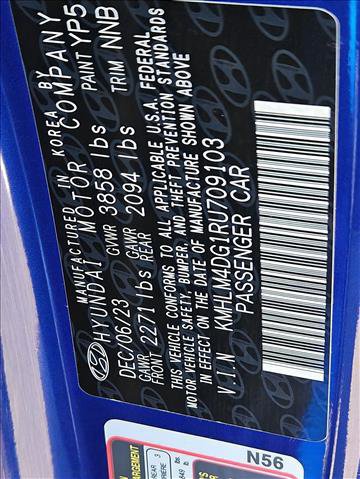 MANUFACTURED IN KOREA BY
HYUNDAI MOTOR COMPANY
DEC/06/23 GVWR 3858 lbs PAINT YP5
GAWR FRONT 2271 lbs GAWR REAR 2094 lbs TRIM NNB
THIS VEHICLE CONFORMS TO ALL APPLICABLE U.S.A. FEDERAL
MOTOR VEHICLE SAFETY, BUMPER, AND THEFT PREVENTION STANDARDS
IN EFFECT ON THE DATE OF MANUFACTURE SHOWN ABOVE
V.I.N KMHLM4DG1RU709103
PASSENGER CAR
N56
REAR 3